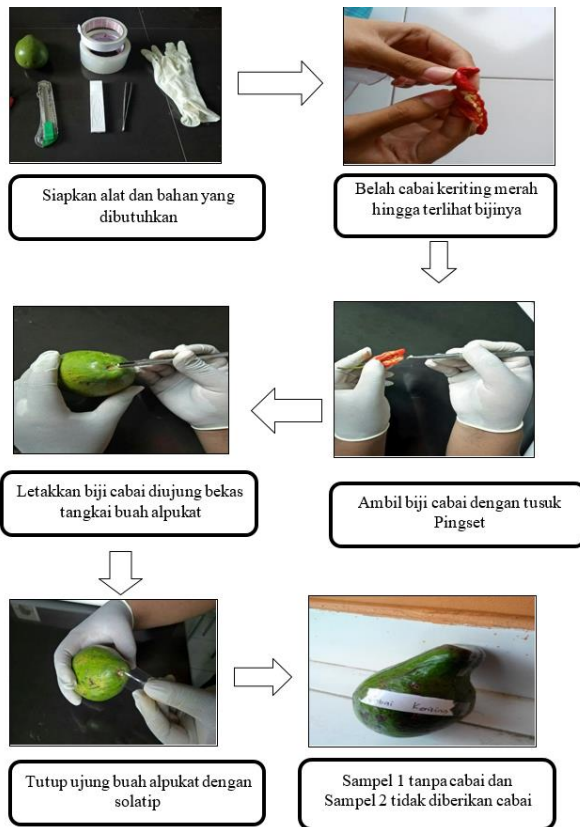 Siapkan alat dan bahan yang
dibutuhkan
Belah cabai keriting merah
hingga terlihat bijinya
Ambil biji cabai dengan tusuk
Pingset
Letakkan biji cabai diujung bekas
tangkai buah alpukat
Tutup ujung buah alpukat dengan
solatip
Sampel 1 tanpa cabai dan
Sampel 2 tidak diberikan cabai